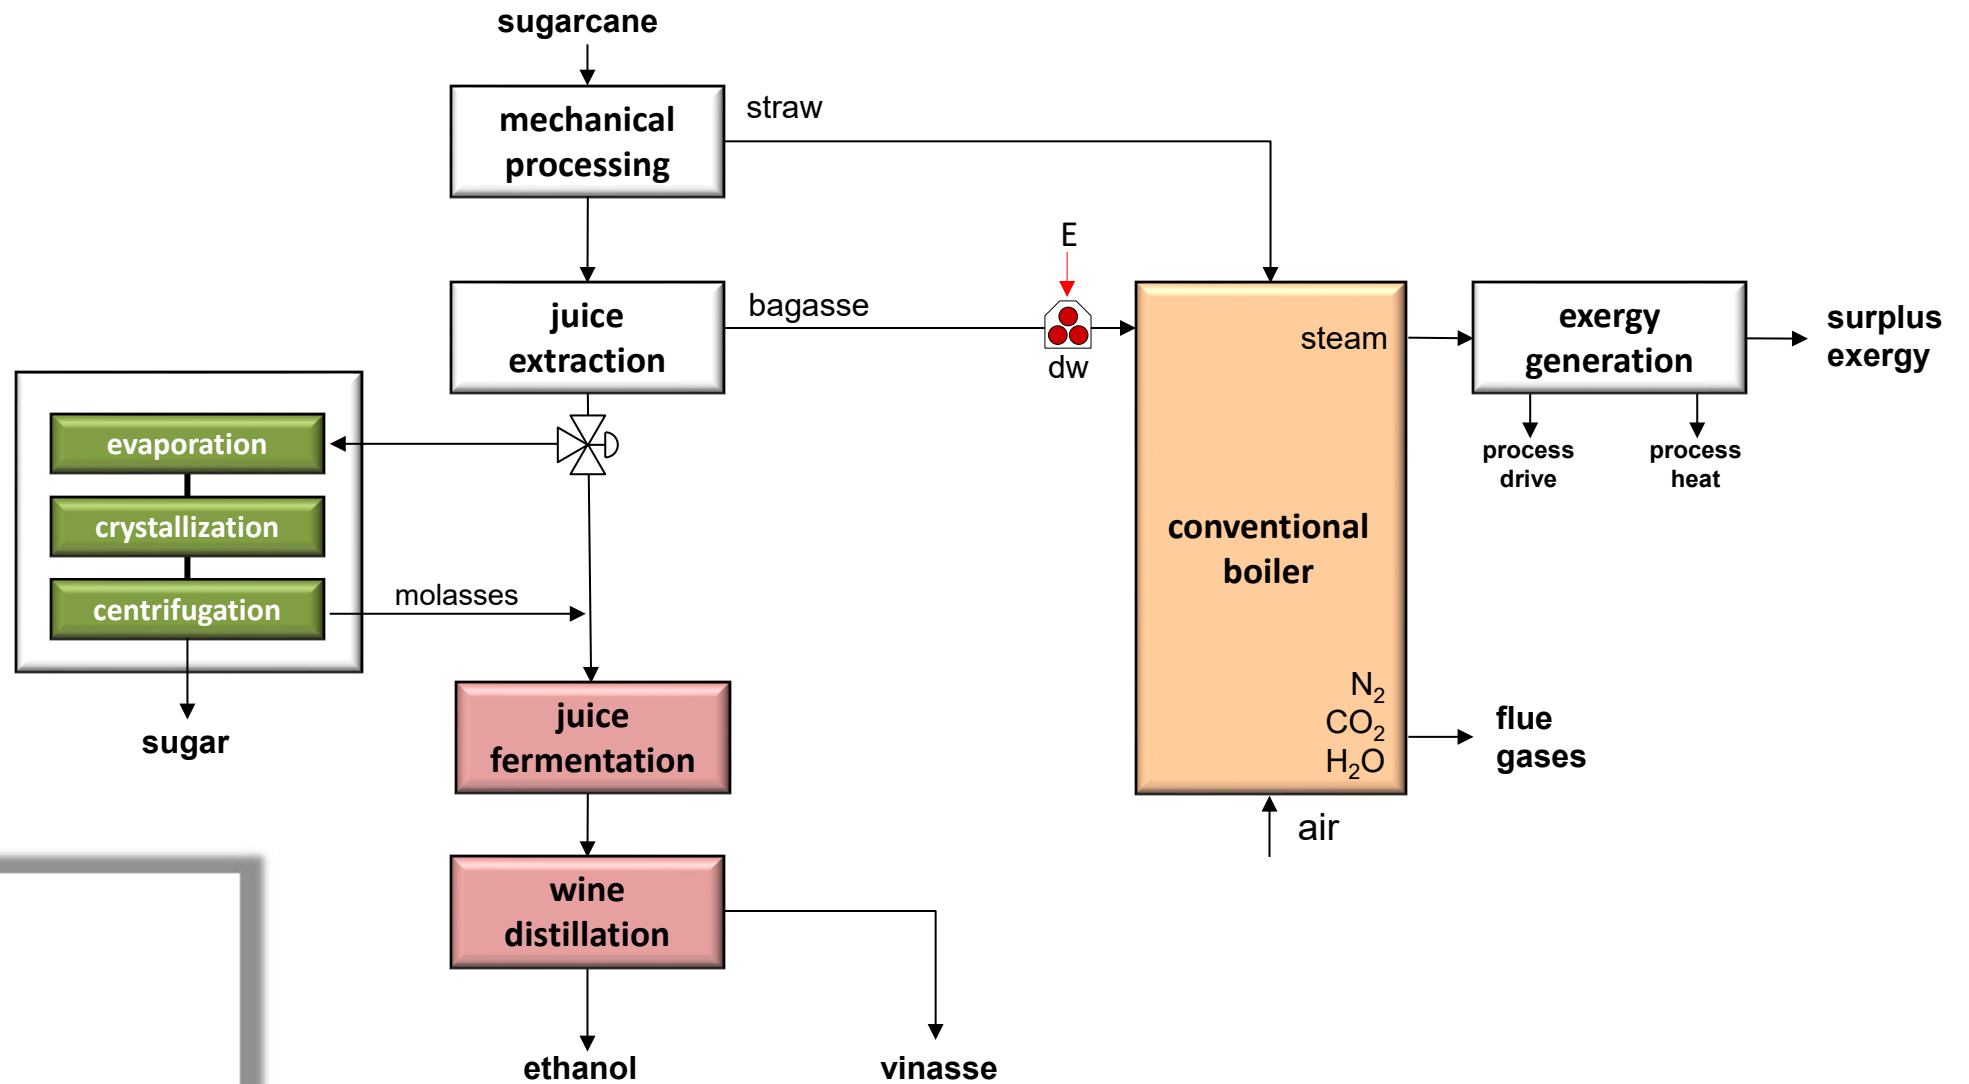 sugarcane
mechanical
processing
straw
juice
extraction
bagasse
E
dw
steam
exergy
generation
surplus
exergy
process
drive
process
heat
evaporation
crystallization
centrifugation
molasses
sugar
conventional
boiler
N₂
CO₂
H₂O
flue
gases
air
juice
fermentation
wine
distillation
ethanol
vinasse